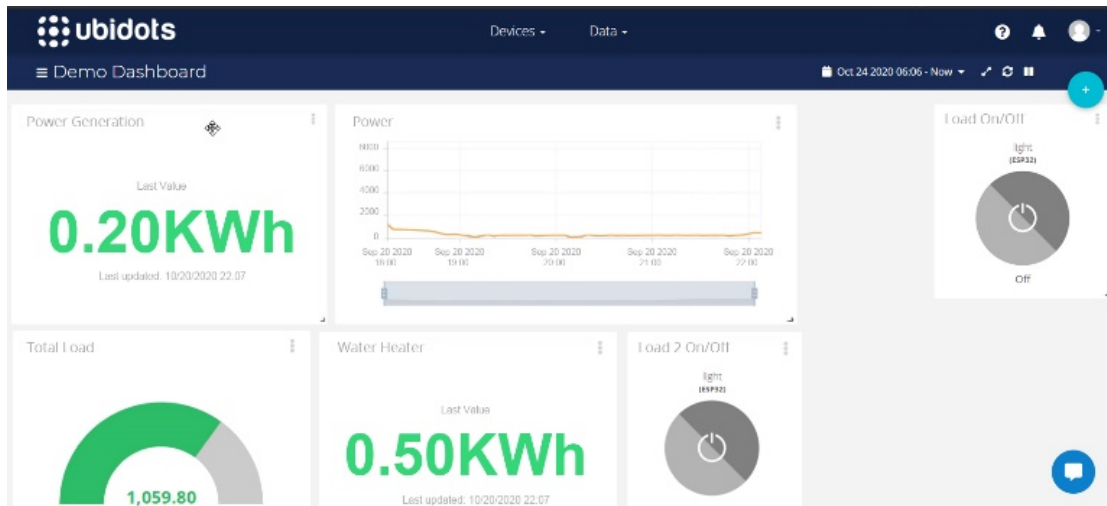 ubidots
Devices
Data
Demo Dashboard
Oct 24 2020 06:06 - Now
Power Generation
Last Value
0.20KWh
Last updated: 10/20/2020 22:07
Power
8000
6000
4000
2000
0
Sep 20 2020 Sep 20 2020 Sep 20 2020 Sep 20 2020 Sep 20 2020
18:00 19:00 20:00 21:00 22:00
Load On/Off
light
(ESP32)
Off
Total Load
1,059.80
Water Heater
Last Value
0.50KWh
Last updated: 10/20/2020 22:07
Load 2 On/Off
light
(ESP32)